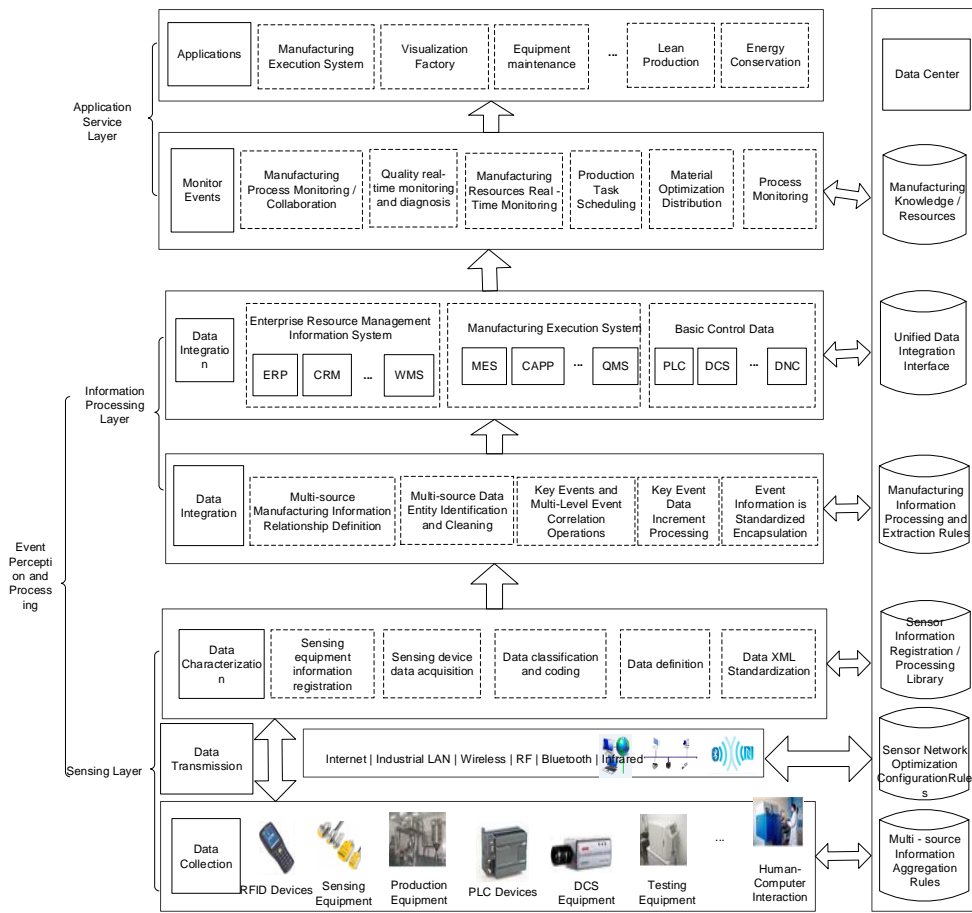 Applications
Manufacturing
Execution System
Visualization
Factory
Equipment
maintenance
...
Lean
Production
Energy
Conservation
Data Center
Application
Service
Layer
Monitor
Events
Manufacturing
Process Monitoring /
Collaboration
Quality real-
time monitoring
and diagnosis
Manufacturing
Resources Real -
Time Monitoring
Production
Task
Scheduling
Material
Optimization
Distribution
Process
Monitoring
Manufacturing
Knowledge /
Resources
Data
Integratio
n
Enterprise Resource Management
Information System
ERP
CRM
...
WMS
Manufacturing Execution System
MES
CAPP
...
QMS
Basic Control Data
PLC
DCS
...
DNC
Unified Data
Integration
Interface
Information
Processing
Layer
Data
Integration
Multi-source
Manufacturing Information
Relationship Definition
Multi-source Data
Entity Identification
and Cleaning
Key Events and
Multi-Level Event
Correlation
Operations
Key Event
Data
Increment
Processing
Event
Information is
Standardized
Encapsulation
Manufacturing
Information
Processing and
Extraction Rules
Event
Percepti
on and
Process
ing
Data
Characterizatio
n
Sensing
equipment
information
registration
Sensing device
data acquisition
Data classification
and coding
Data definition
Data XML
Standardization
Sensor
Information
Registration /
Processing
Library
Sensing Layer
Data
Transmission
Internet | Industrial LAN | Wireless | RF | Bluetooth | Infrared
Sensor Network
Optimization
ConfigurationRule
s
Data
Collection
RFID Devices
Sensing
Equipment
Production
Equipment
PLC Devices
DCS
Equipment
Testing
Equipment
...
Human-
Computer
Interaction
Multi - source
Information
Aggregation
Rules